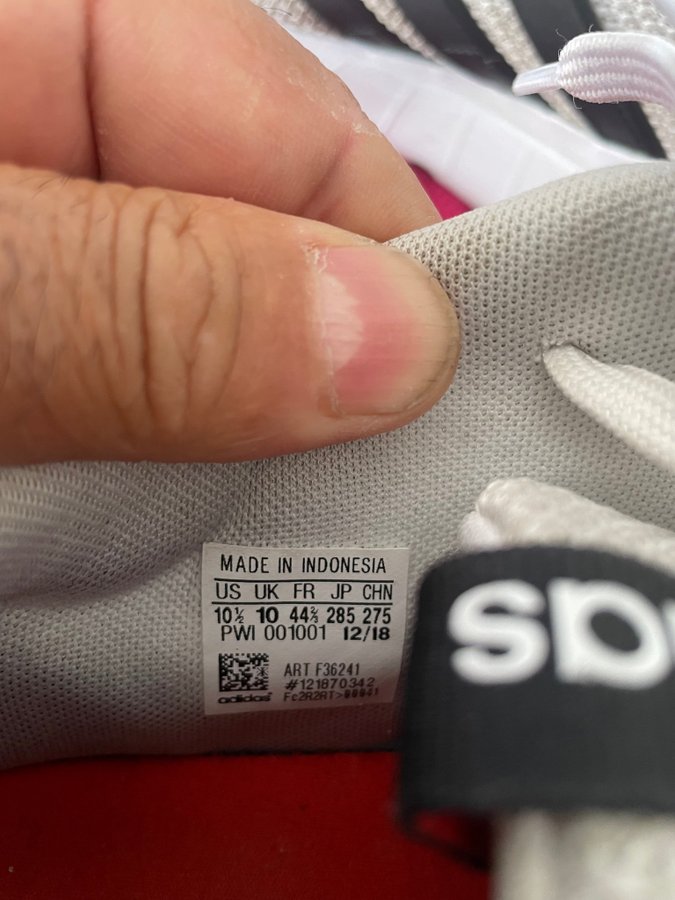 MADE IN INDONESIA
US UK FR JP CHN
10½ 10 44⅔ 285 275
PWI 001001 12/18
ART F36241
#121870342
adidas